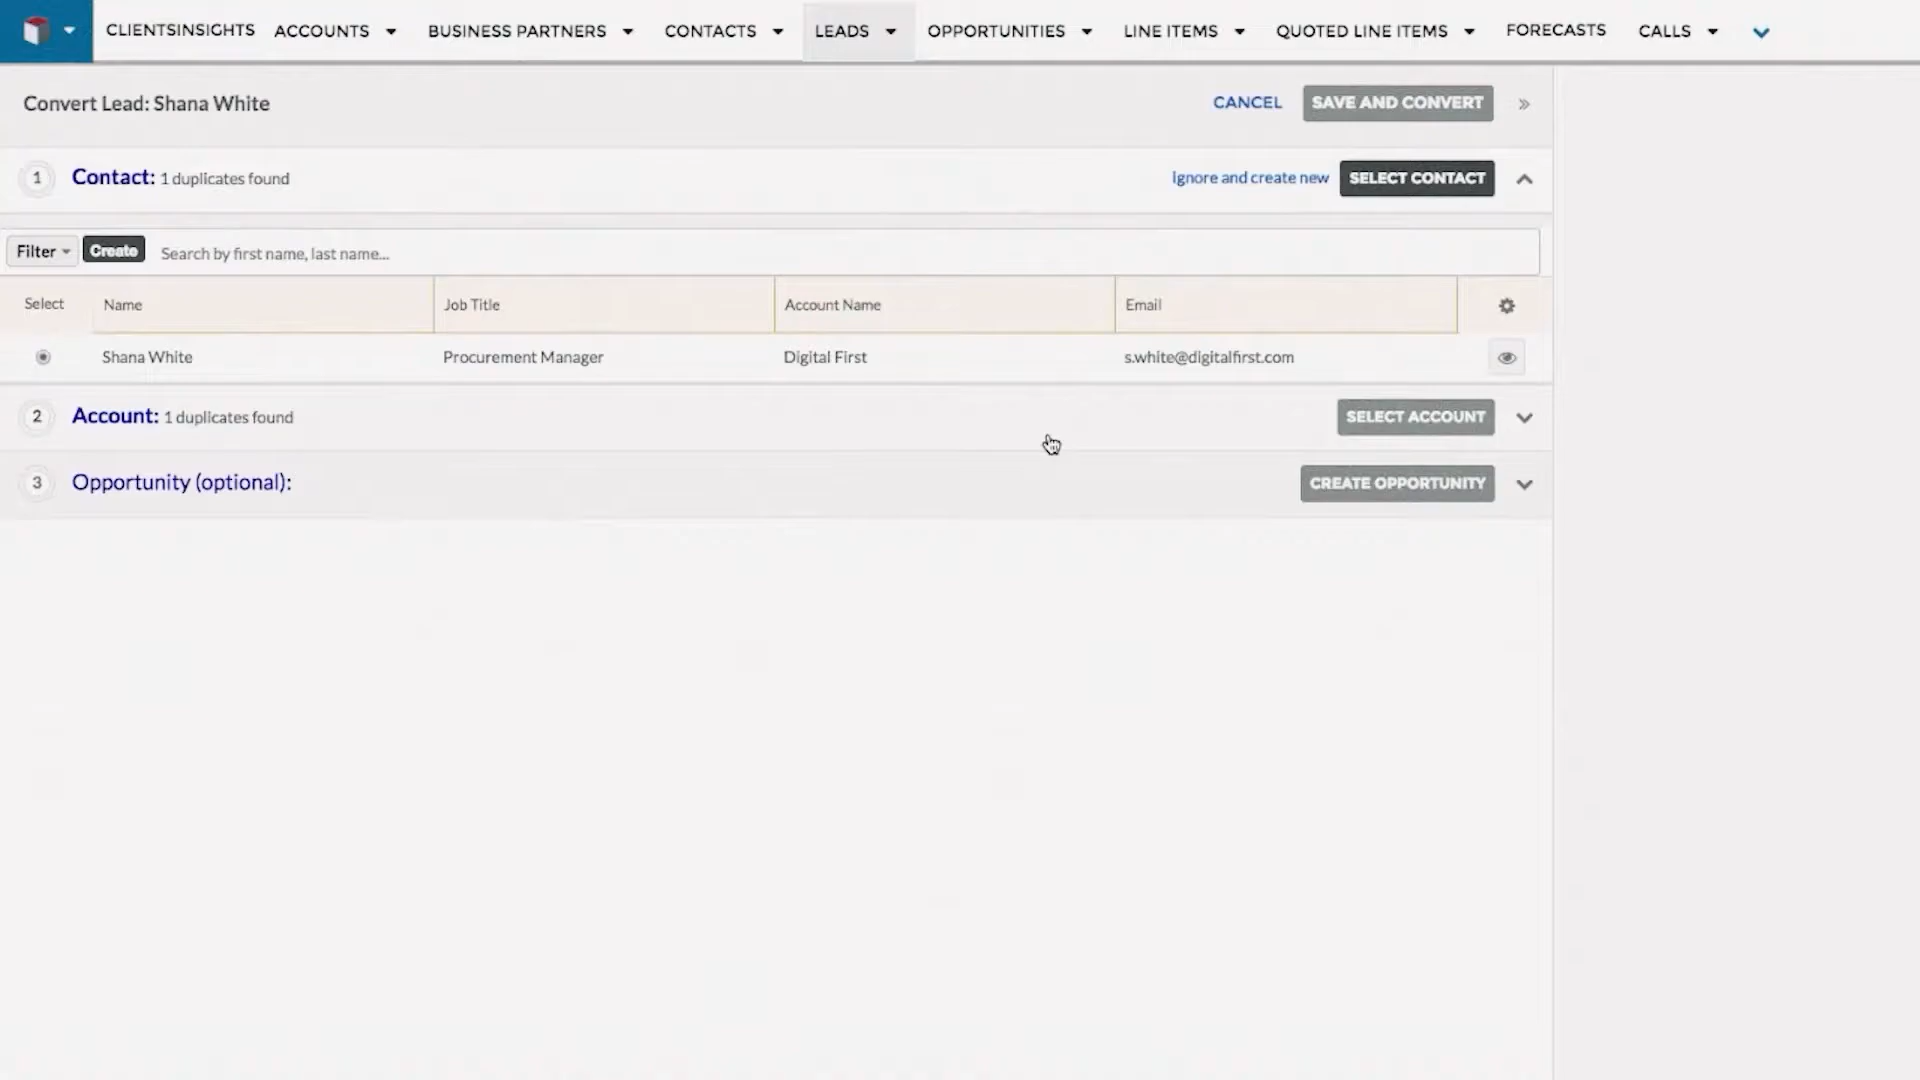 CLIENTSINSIGHTS ACCOUNTS BUSINESS PARTNERS CONTACTS LEADS OPPORTUNITIES LINE ITEMS QUOTED LINE ITEMS FORECASTS CALLS
Convert Lead: Shana White CANCEL SAVE AND CONVERT
1 Contact: 1 duplicates found Ignore and create new SELECT CONTACT
Filter Create Search by first name, last name...
Select Name Job Title Account Name Email
Shana White Procurement Manager Digital First s.white@digitalfirst.com
2 Account: 1 duplicates found SELECT ACCOUNT
3 Opportunity (optional): CREATE OPPORTUNITY